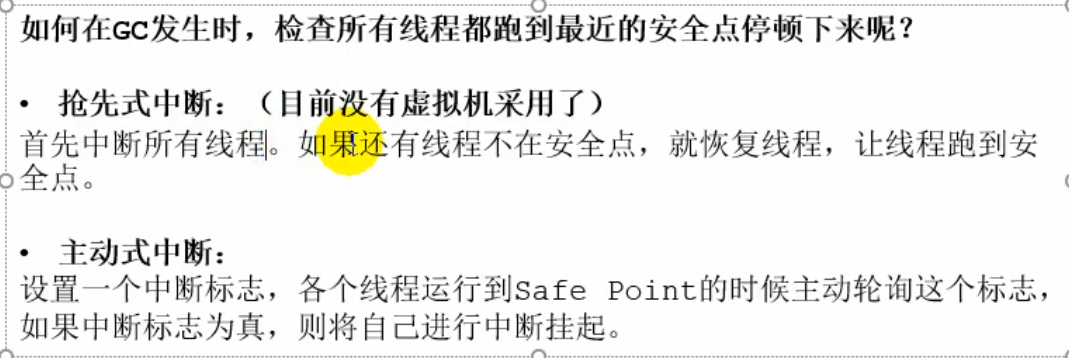 如何在GC发生时，检查所有线程都跑到最近的安全点停顿下来呢？
• 抢先式中断：（目前没有虚拟机采用了）
首先中断所有线程。如果还有线程不在安全点，就恢复线程，让线程跑到安
全点。
• 主动式中断：
设置一个中断标志，各个线程运行到Safe Point的时候主动轮询这个标志，
如果中断标志为真，则将自己进行中断挂起。